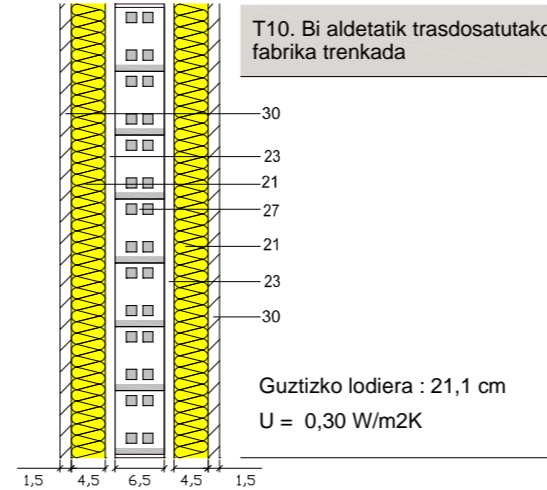 T10. Bi aldetatik trasdosatutako
fabrika trenkada
30
23
21
27
21
23
30
Guztizko lodiera : 21,1 cm
U = 0,30 W/m2K
1,5 4,5 6,5 4,5 1,5